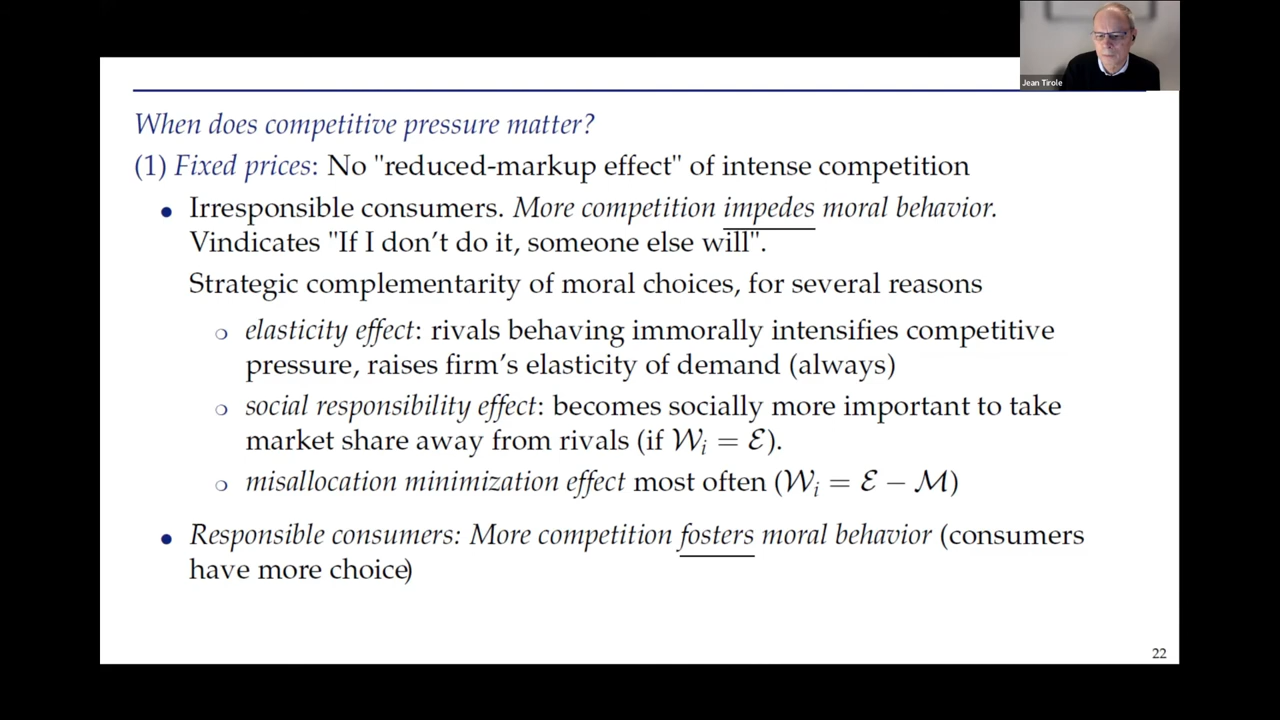 Jean Tirole
When does competitive pressure matter?
(1) Fixed prices: No "reduced-markup effect" of intense competition
• Irresponsible consumers. More competition impedes moral behavior.
Vindicates "If I don't do it, someone else will".
Strategic complementarity of moral choices, for several reasons
○ elasticity effect: rivals behaving immorally intensifies competitive
pressure, raises firm's elasticity of demand (always)
○ social responsibility effect: becomes socially more important to take
market share away from rivals (if 𝒲ᵢ = ℰ).
○ misallocation minimization effect most often (𝒲ᵢ = ℰ − ℳ)
• Responsible consumers: More competition fosters moral behavior (consumers
have more choice)
22